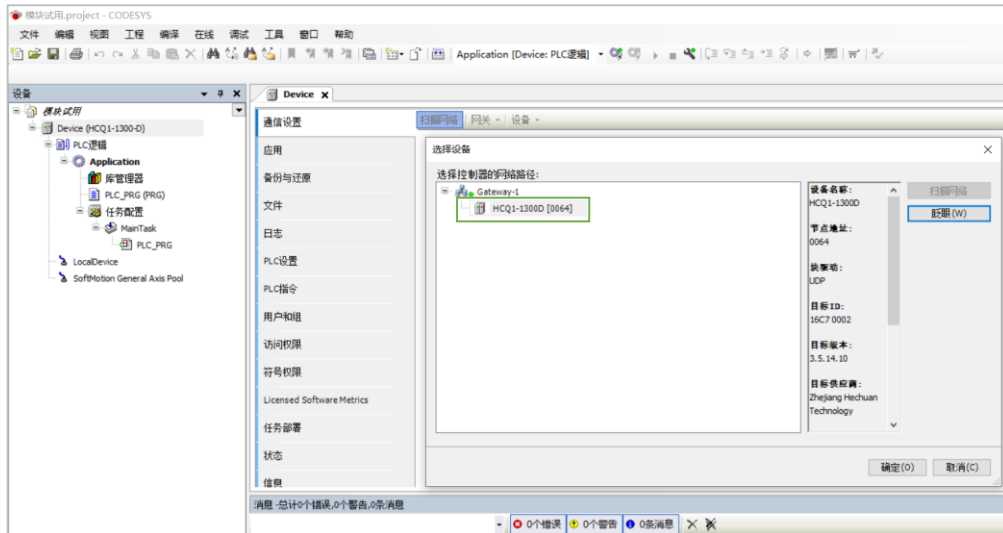 模块试用.project - CODESYS
文件 编辑 视图 工程 编译 在线 调试 工具 窗口 帮助
Application [Device: PLC逻辑]
设备
Device
模块试用
Device (HCQ1-1300-D)
PLC逻辑
Application
库管理器
PLC_PRG (PRG)
任务配置
MainTask
PLC_PRG
LocalDevice
SoftMotion General Axis Pool
通信设置
应用
备份与还原
文件
日志
PLC设置
PLC指令
用户和组
访问权限
符号权限
Licensed Software Metrics
任务部署
状态
信息
扫描网络 网关 设备
选择设备
选择控制器的网络路径:
Gateway-1
HCQ1-1300D [0064]
设备名称:
HCQ1-1300D
节点地址:
0064
块驱动:
UDP
目标ID:
16C7 0002
目标版本:
3.5.14.10
目标供应商:
Zhejiang Hechuan
Technology
扫描网络
眨眼(W)
确定(O) 取消(C)
消息 -总计0个错误,0个警告,0条消息
0个错误 0个警告 0条消息